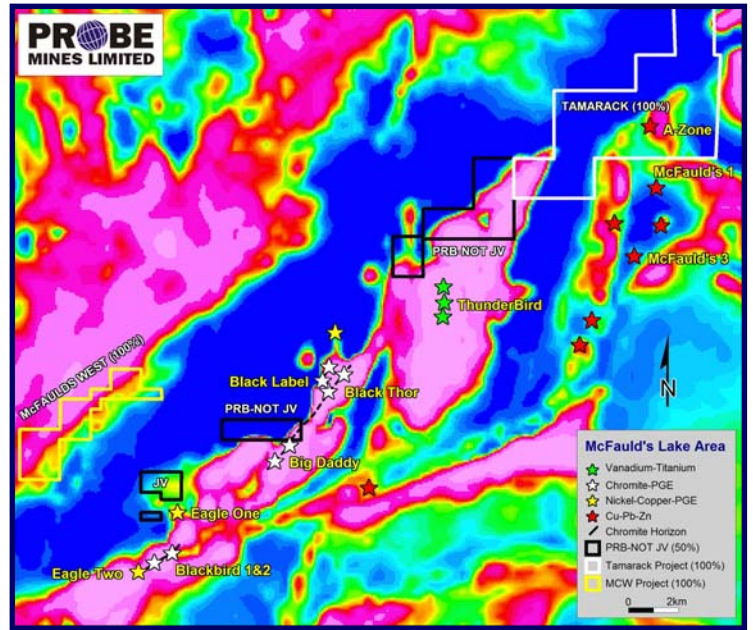 PROBE
MINES LIMITED
TAMARACK (100%)
A-Zone
McFauld's 1
PRB-NOT JV
McFauld's 3
ThunderBird
McFAULDS WEST (100%)
Black Label
Black Thor
N
PRB-NOT JV
Big Daddy
JV
Eagle One
Eagle Two
Blackbird 1&2
McFauld's Lake Area
Vanadium-Titanium
Chromite-PGE
Nickel-Copper-PGE
Cu-Pb-Zn
Chromite Horizon
PRB-NOT JV (50%)
Tamarack Project (100%)
MCW Project (100%)
0 2km